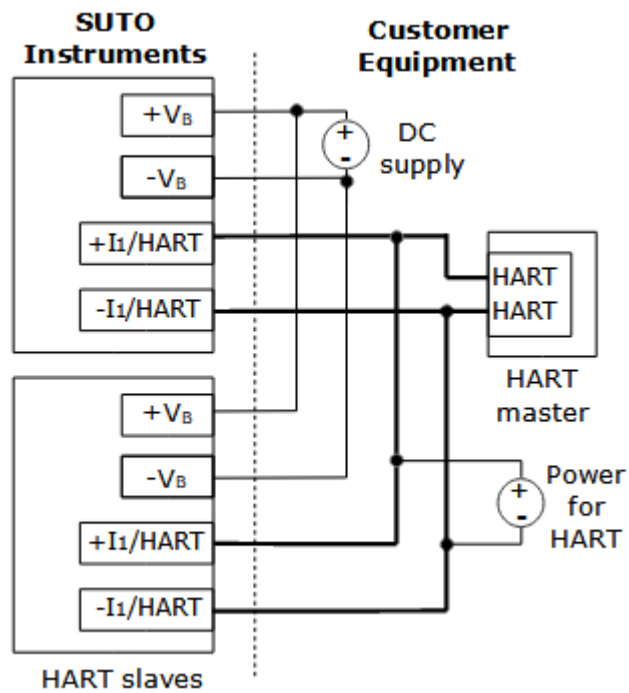 SUTO
Instruments
Customer
Equipment
+VB
-VB
+I1/HART
-I1/HART
+
-
DC
supply
HART
HART
HART
master
+VB
-VB
+I1/HART
-I1/HART
+
-
Power
for
HART
HART slaves